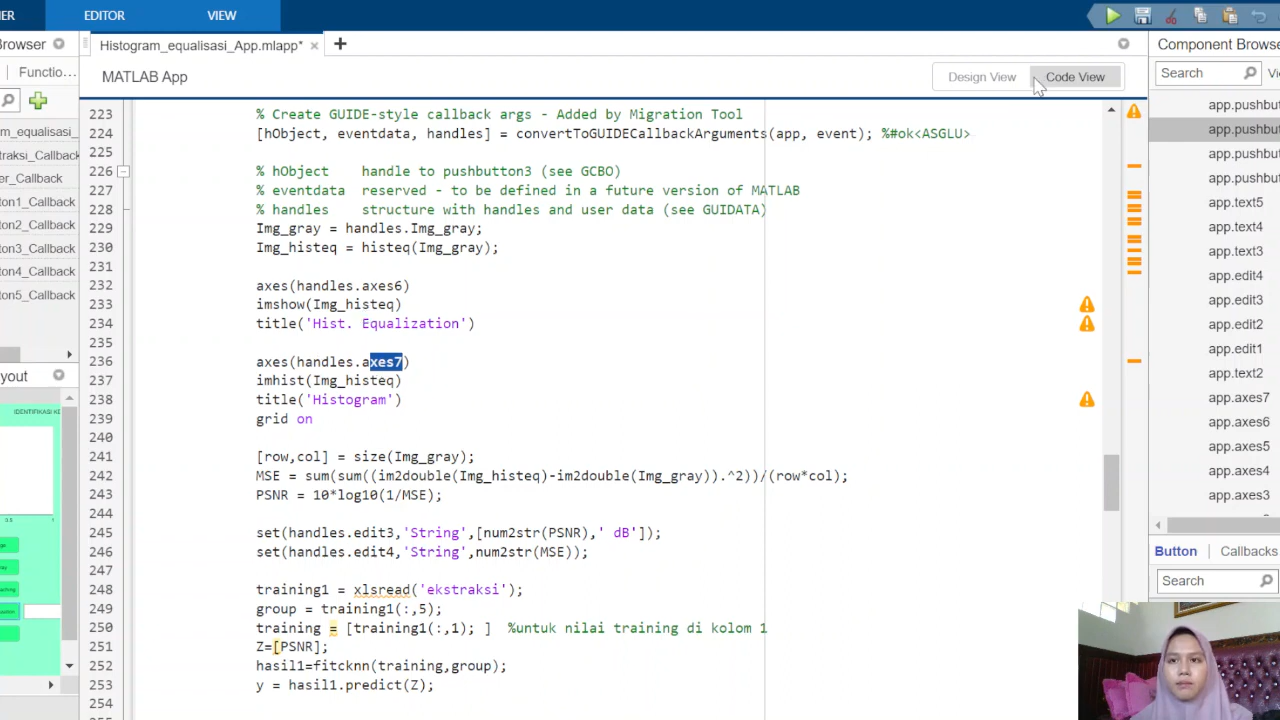 EDITOR VIEW
Browser
Histogram_equalisasi_App.mlapp* × +
Component Browse
Functio...
MATLAB App
Design View Code View
Search
223 % Create GUIDE-style callback args - Added by Migration Tool
224 [hObject, eventdata, handles] = convertToGUIDECallbackArguments(app, event); %#ok<ASGLU>
225
226 % hObject    handle to pushbutton3 (see GCBO)
227 % eventdata  reserved - to be defined in a future version of MATLAB
228 % handles    structure with handles and user data (see GUIDATA)
229 Img_gray = handles.Img_gray;
230 Img_histeq = histeq(Img_gray);
231
232 axes(handles.axes6)
233 imshow(Img_histeq)
234 title('Hist. Equalization')
235
236 axes(handles.axes7)
237 imhist(Img_histeq)
238 title('Histogram')
239 grid on
240
241 [row,col] = size(Img_gray);
242 MSE = sum(sum((im2double(Img_histeq)-im2double(Img_gray)).^2))/(row*col);
243 PSNR = 10*log10(1/MSE);
244
245 set(handles.edit3,'String',[num2str(PSNR),' dB']);
246 set(handles.edit4,'String',num2str(MSE));
247
248 training1 = xlsread('ekstraksi');
249 group = training1(:,5);
250 training = [training1(:,1); ]  %untuk nilai training di kolom 1
251 Z=[PSNR];
252 hasil1=fitcknn(training,group);
253 y = hasil1.predict(Z);
254
m_equalisasi_
traksi_Callbac
er_Callback
ton1_Callback
ton2_Callback
ton3_Callback
ton4_Callback
ton5_Callback
yout
IDENTIFIKASI KE
app.pushbut
app.pushbut
app.pushbut
app.pushbut
app.text5
app.text4
app.text3
app.edit4
app.edit3
app.edit2
app.edit1
app.text2
app.axes7
app.axes6
app.axes5
app.axes4
app.axes3
Button Callbacks
Search